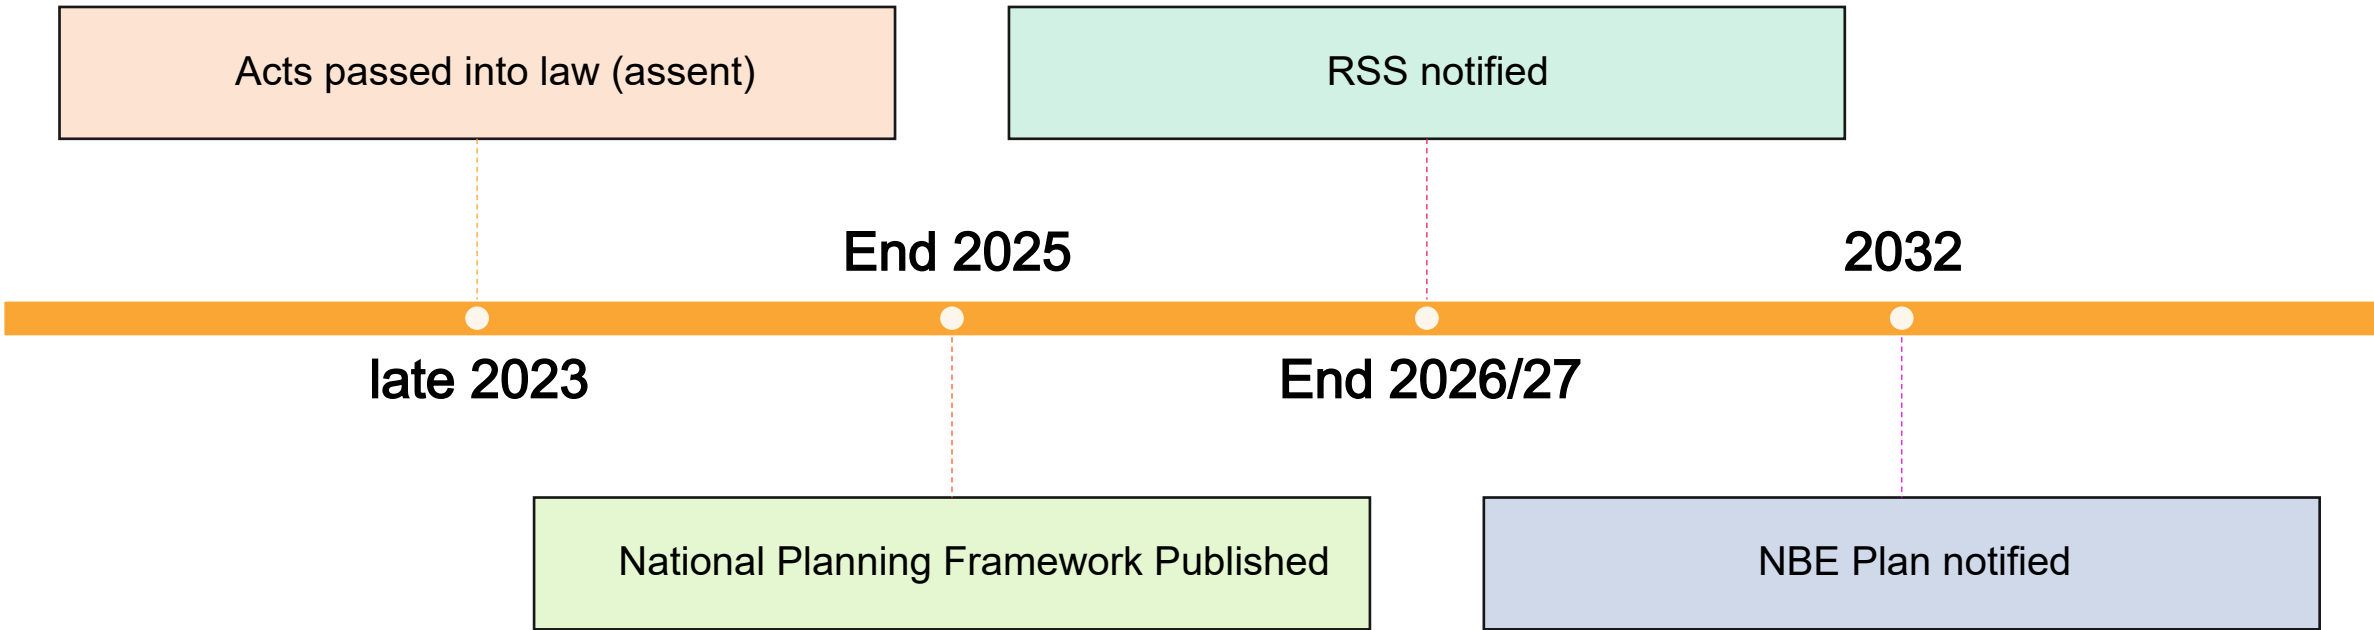 Acts passed into law (assent)
RSS notified
End 2025
2032
late 2023
End 2026/27
National Planning Framework Published
NBE Plan notified